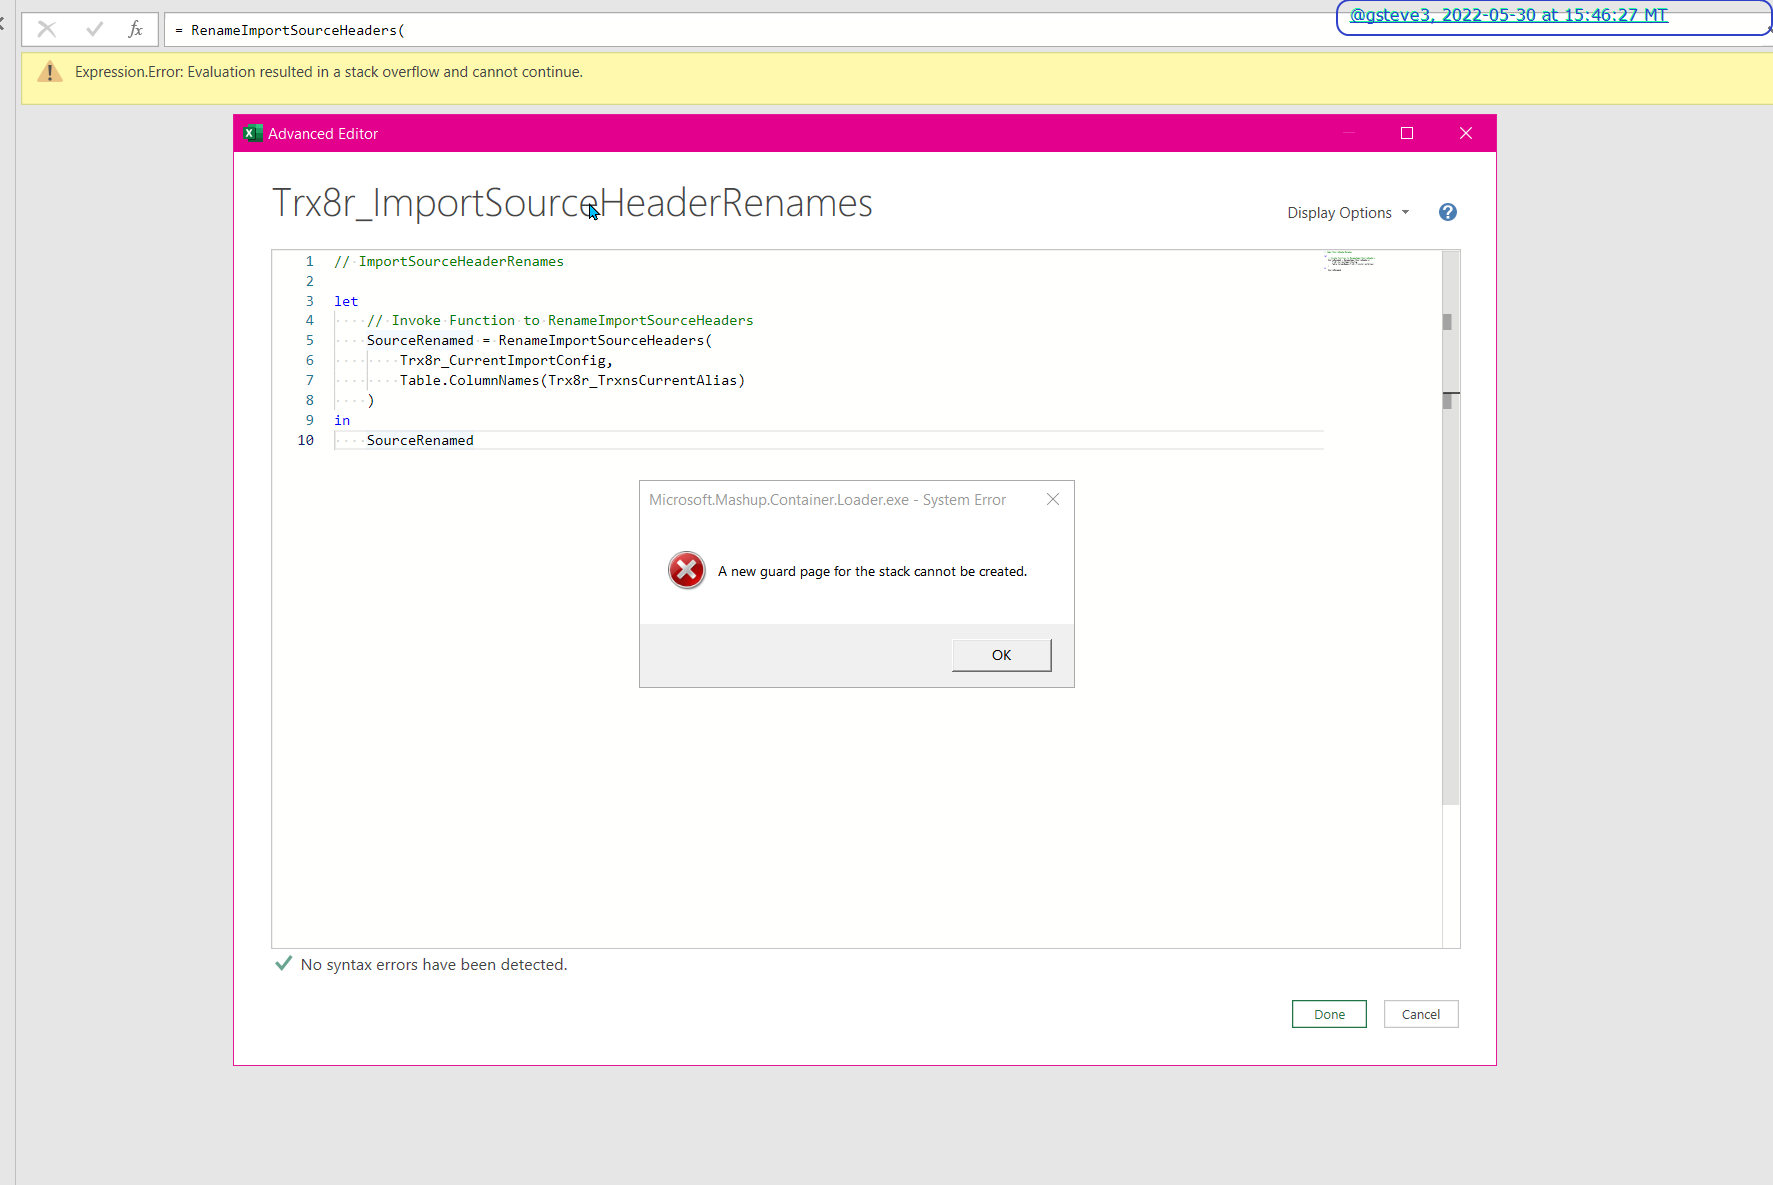 @gsteve3, 2022-05-30 at 15:46:27 MT
fx
= RenameImportSourceHeaders(
Expression.Error: Evaluation resulted in a stack overflow and cannot continue.
Advanced Editor
Trx8r_ImportSourceHeaderRenames
Display Options
?
1 // ImportSourceHeaderRenames
2
3 let
4 // Invoke Function to RenameImportSourceHeaders
5 SourceRenamed = RenameImportSourceHeaders(
6 Trx8r_CurrentImportConfig,
7 Table.ColumnNames(Trx8r_TrxnsCurrentAlias)
8 )
9 in
10 SourceRenamed
Microsoft.Mashup.Container.Loader.exe - System Error
A new guard page for the stack cannot be created.
OK
No syntax errors have been detected.
Done
Cancel